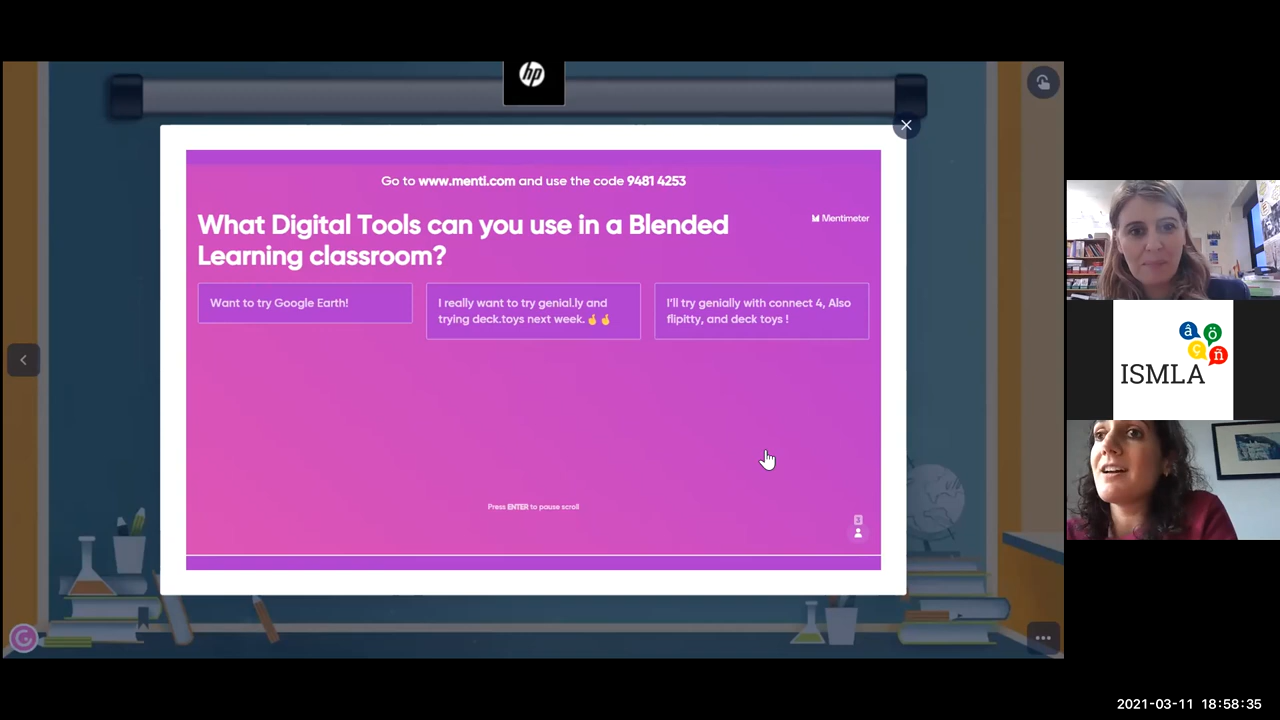 hp
Go to www.menti.com and use the code 9481 4253
What Digital Tools can you use in a Blended
Learning classroom?
Mentimeter
Want to try Google Earth!
I really want to try genial.ly and
trying deck.toys next week.🤞🤞
I'll try genially with connect 4, Also
flipitty, and deck toys !
Press ENTER to pause scroll
3
â ö
ç ñ
ISMLA
2021-03-11 18:58:35